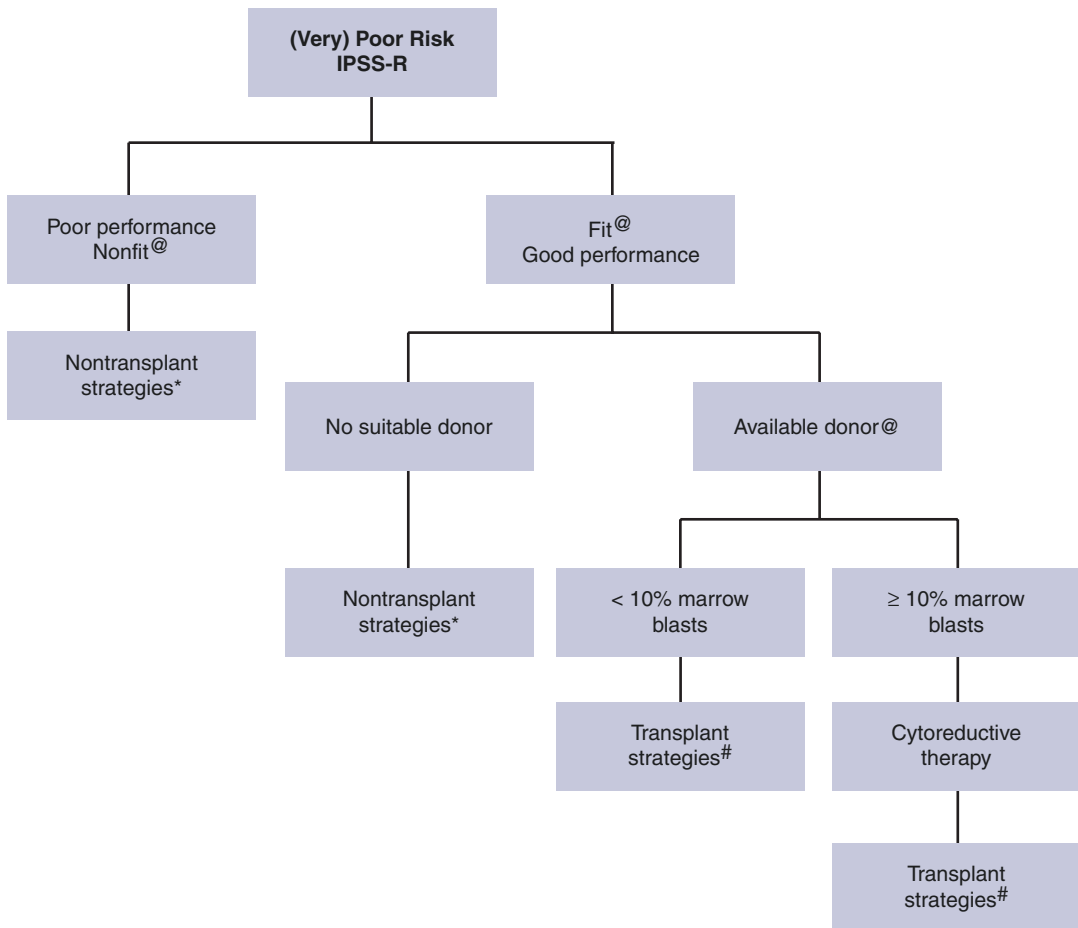 (Very) Poor Risk
IPSS-R
Poor performance
Nonfit@
Fit@
Good performance
Nontransplant
strategies*
No suitable donor
Available donor@
Nontransplant
strategies*
< 10% marrow
blasts
≥ 10% marrow
blasts
Transplant
strategies#
Cytoreductive
therapy
Transplant
strategies#